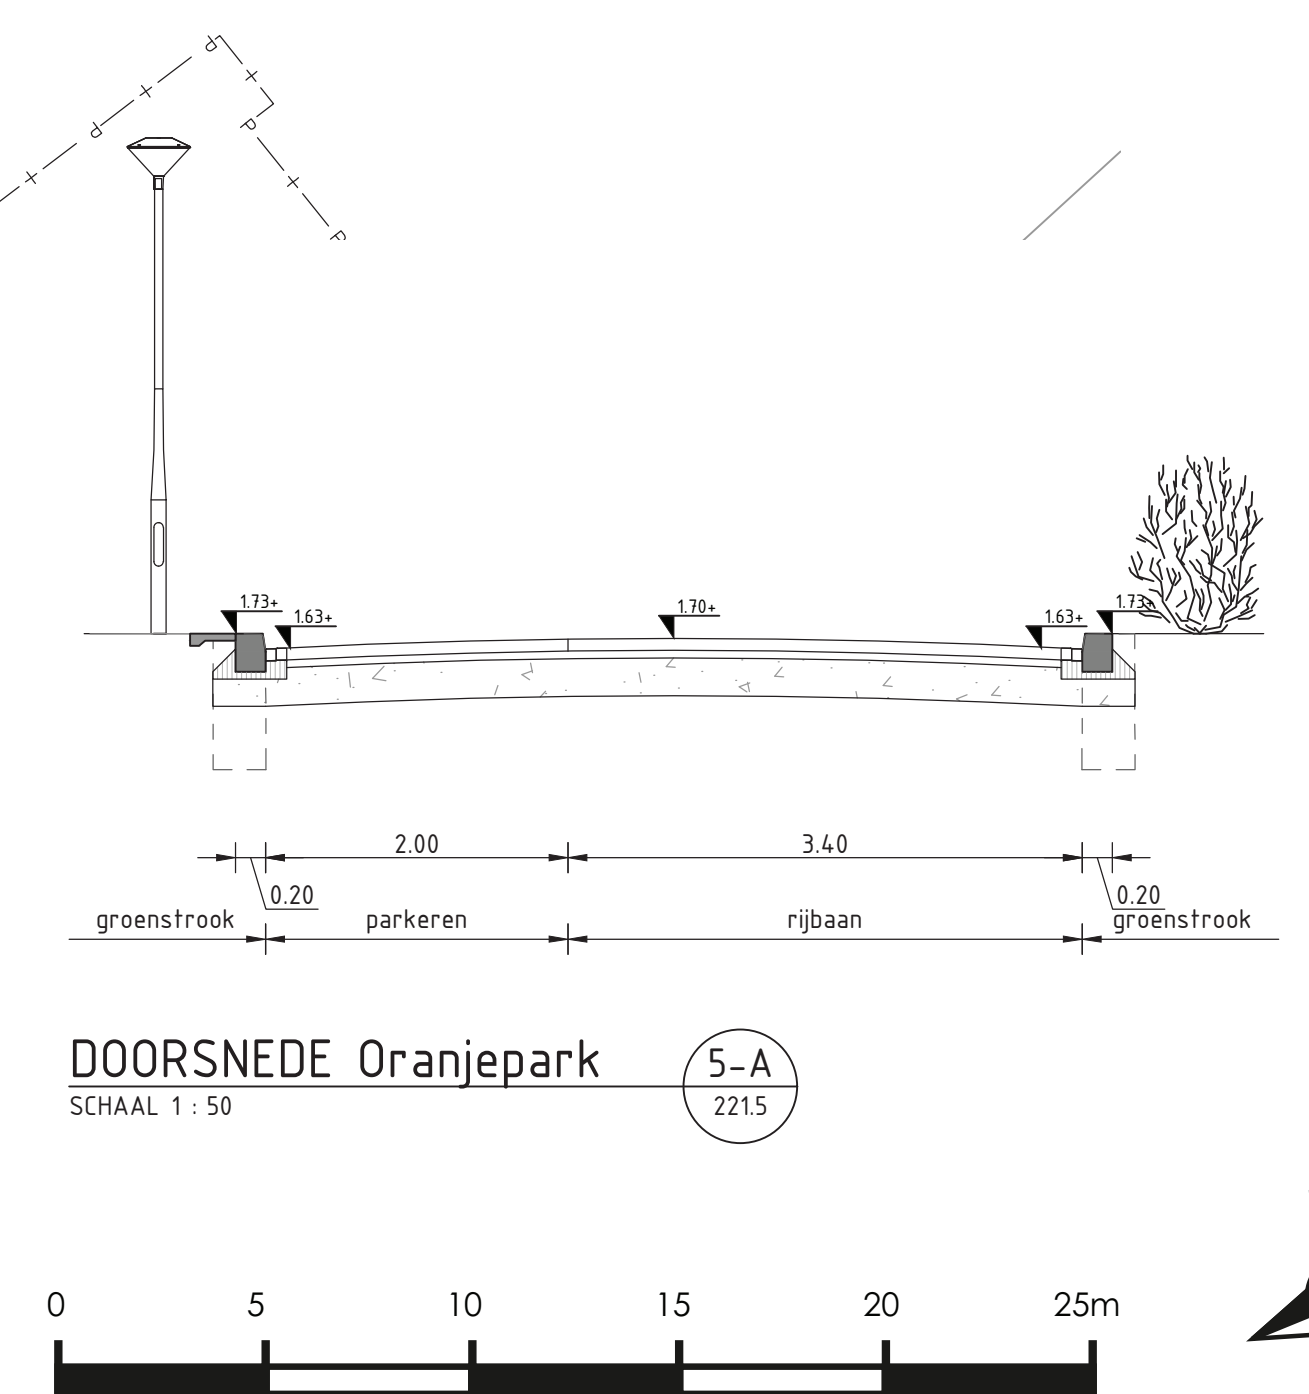 P
P
P
P
1.73+
1.63+
1.70+
1.63+
1.73+
2.00
3.40
0.20
0.20
groenstrook
parkeren
rijbaan
groenstrook
DOORSNEDE Oranjepark
5-A
SCHAAL 1 : 50
221.5
0 5 10 15 20 25m